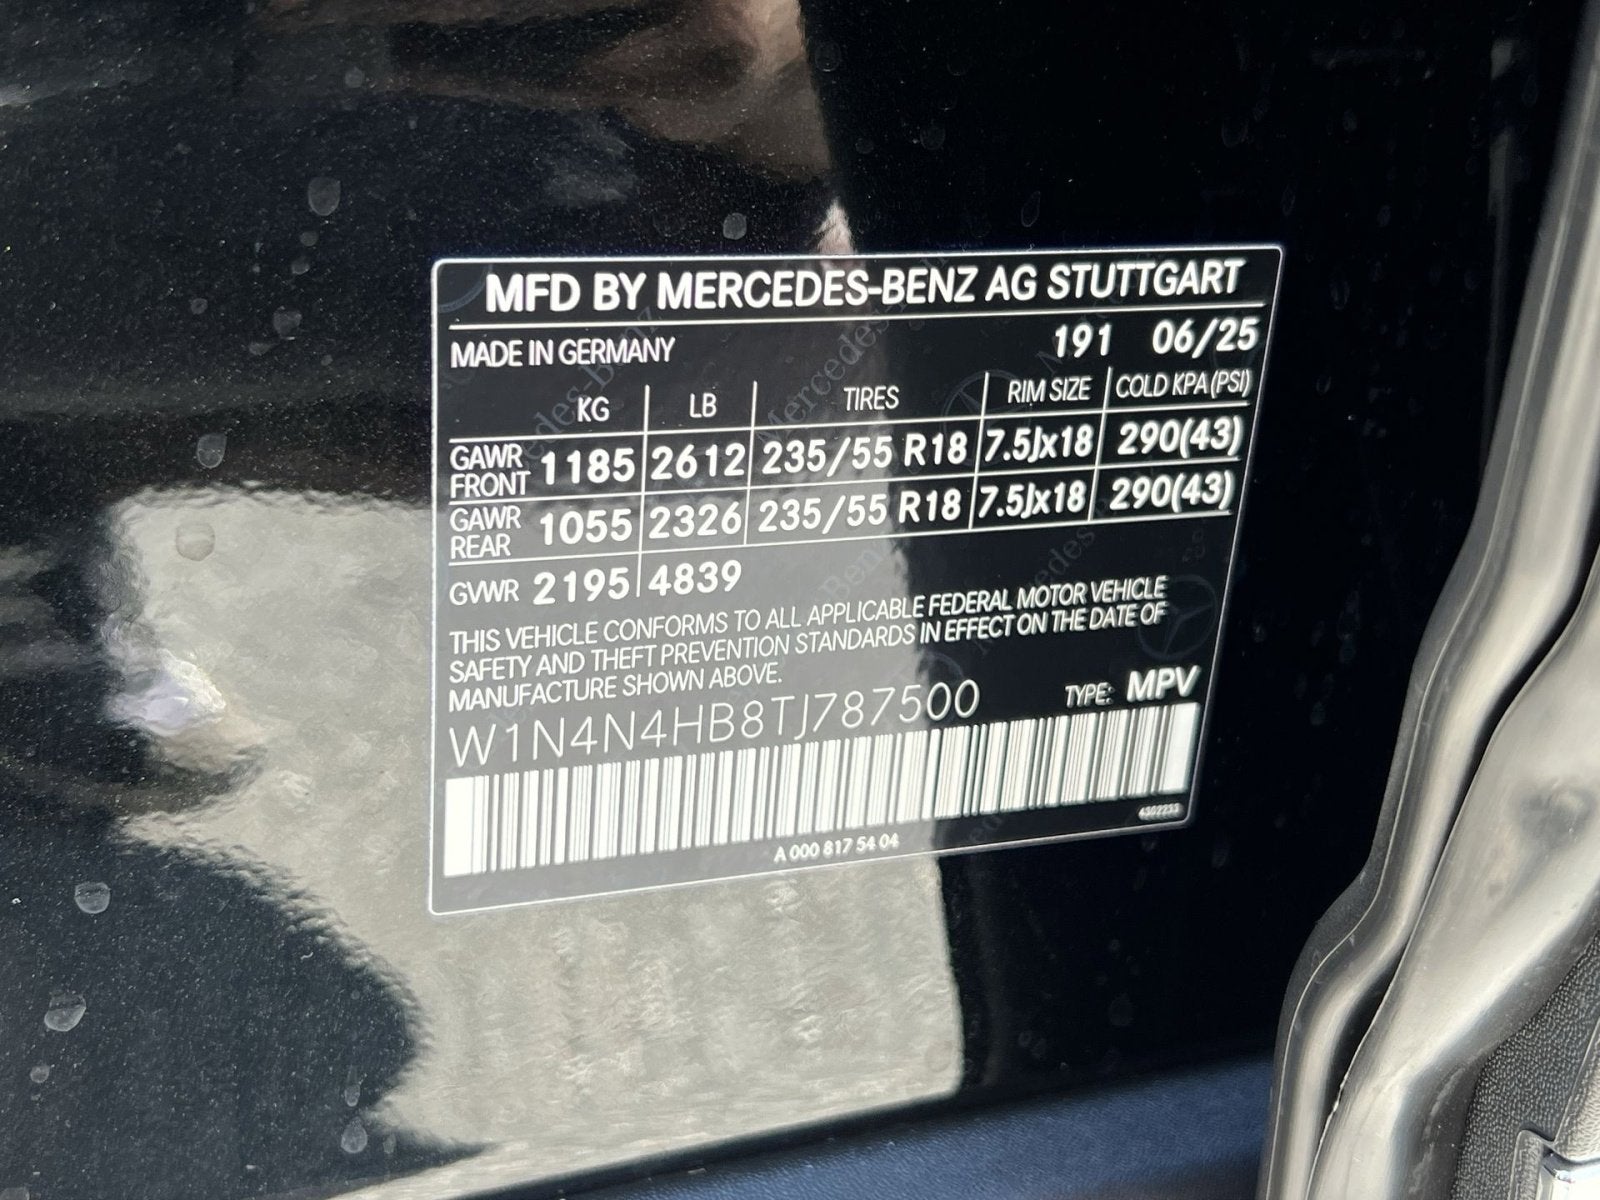 MFD BY MERCEDES-BENZ AG STUTTGART
MADE IN GERMANY 191 06/25
KG LB TIRES RIM SIZE COLD KPA (PSI)
GAWR FRONT 1185 2612 235/55 R18 7.5Jx18 290(43)
GAWR REAR 1055 2326 235/55 R18 7.5Jx18 290(43)
GVWR 2195 4839
THIS VEHICLE CONFORMS TO ALL APPLICABLE FEDERAL MOTOR VEHICLE
SAFETY AND THEFT PREVENTION STANDARDS IN EFFECT ON THE DATE OF
MANUFACTURE SHOWN ABOVE.
W1N4N4HB8TJ787500 TYPE: MPV
A 000 817 54 04